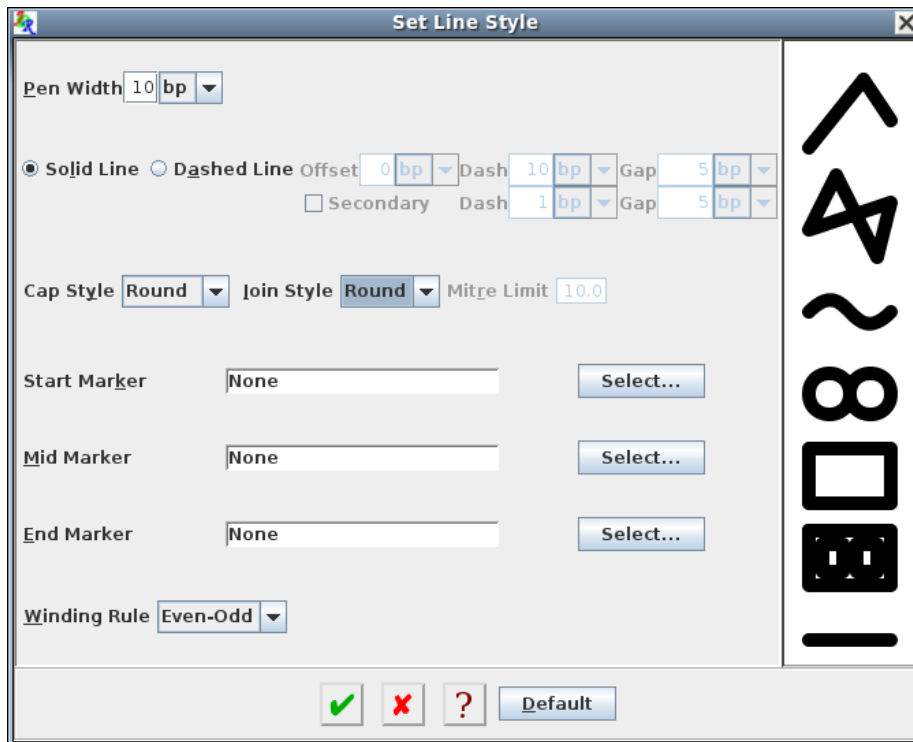 Set Line Style
Pen Width 10 bp
Solid Line Dashed Line Offset 0 bp Dash 10 bp Gap 5 bp
Secondary Dash 1 bp Gap 5 bp
Cap Style Round Join Style Round Mitre Limit 10.0
Start Marker None Select...
Mid Marker None Select...
End Marker None Select...
Winding Rule Even-Odd
? Default